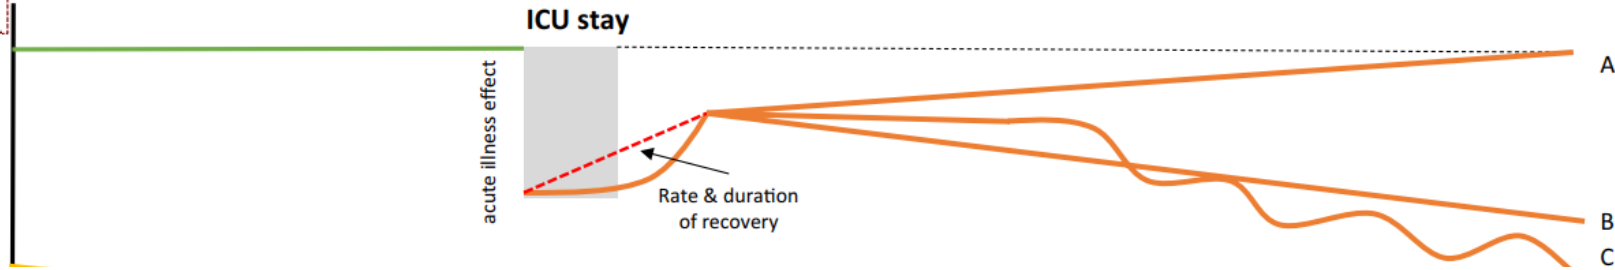 ICU stay
acute illness effect
Rate & duration
of recovery
A
B
C